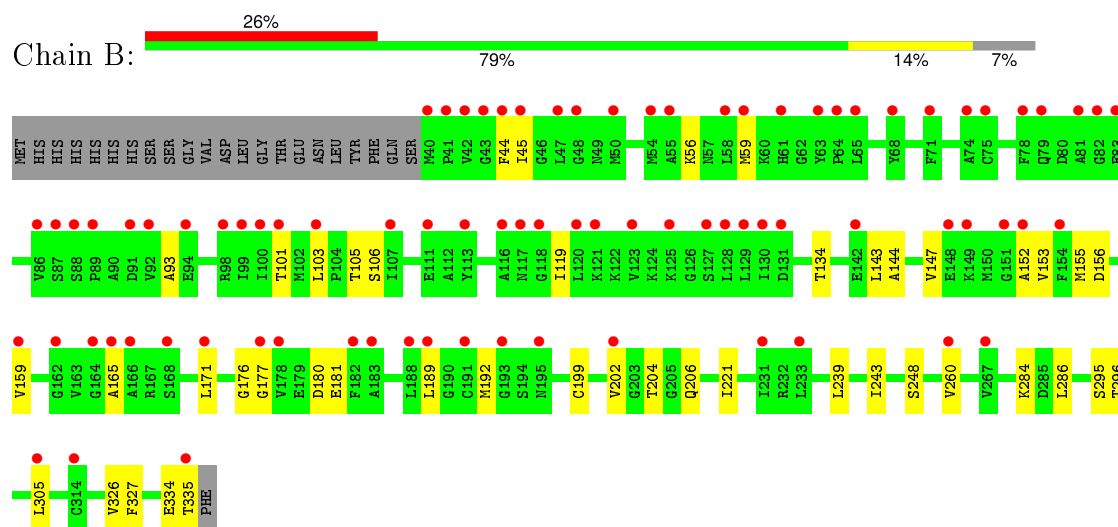 26%
Chain B:
79% 14% 7%
MET HIS HIS HIS HIS HIS HIS SER SER GLY VAL ASP LEU GLY THR GLU ASN LEU TYR PHE GLN SER M40 P41 V42 G43 F44 I45 G46 L47 G48 N49 M50 M54 A55 K56 N57 L58 M59 K60 H61 G62 Y63 P64 L65 Y68 F71 A74 C75 F78 Q79 D80 A81 G82 E83
V86 S87 S88 P89 A90 D91 V92 A93 E94 R98 I99 I100 T101 M102 L103 P104 T105 S106 I107 E111 A112 Y113 A116 N117 G118 I119 L120 K121 K122 V123 K124 K125 G126 S127 L128 L129 I130 D131 T134 E142 L143 A144 V147 E148 K149 M150 G151 A152 V153 F154 M155 D156
V159 G162 V163 G164 A165 A166 R167 S168 L171 G176 G177 V178 E179 D180 E181 F182 A183 L188 L189 G190 C191 M192 G193 S194 N195 C199 V202 G203 T204 G205 Q206 I221 I231 R232 L233 L239 I243 S248 V260 V267 K284 D285 L286 S295 T296
L305 C314 V326 F327 E334 T335 PHE